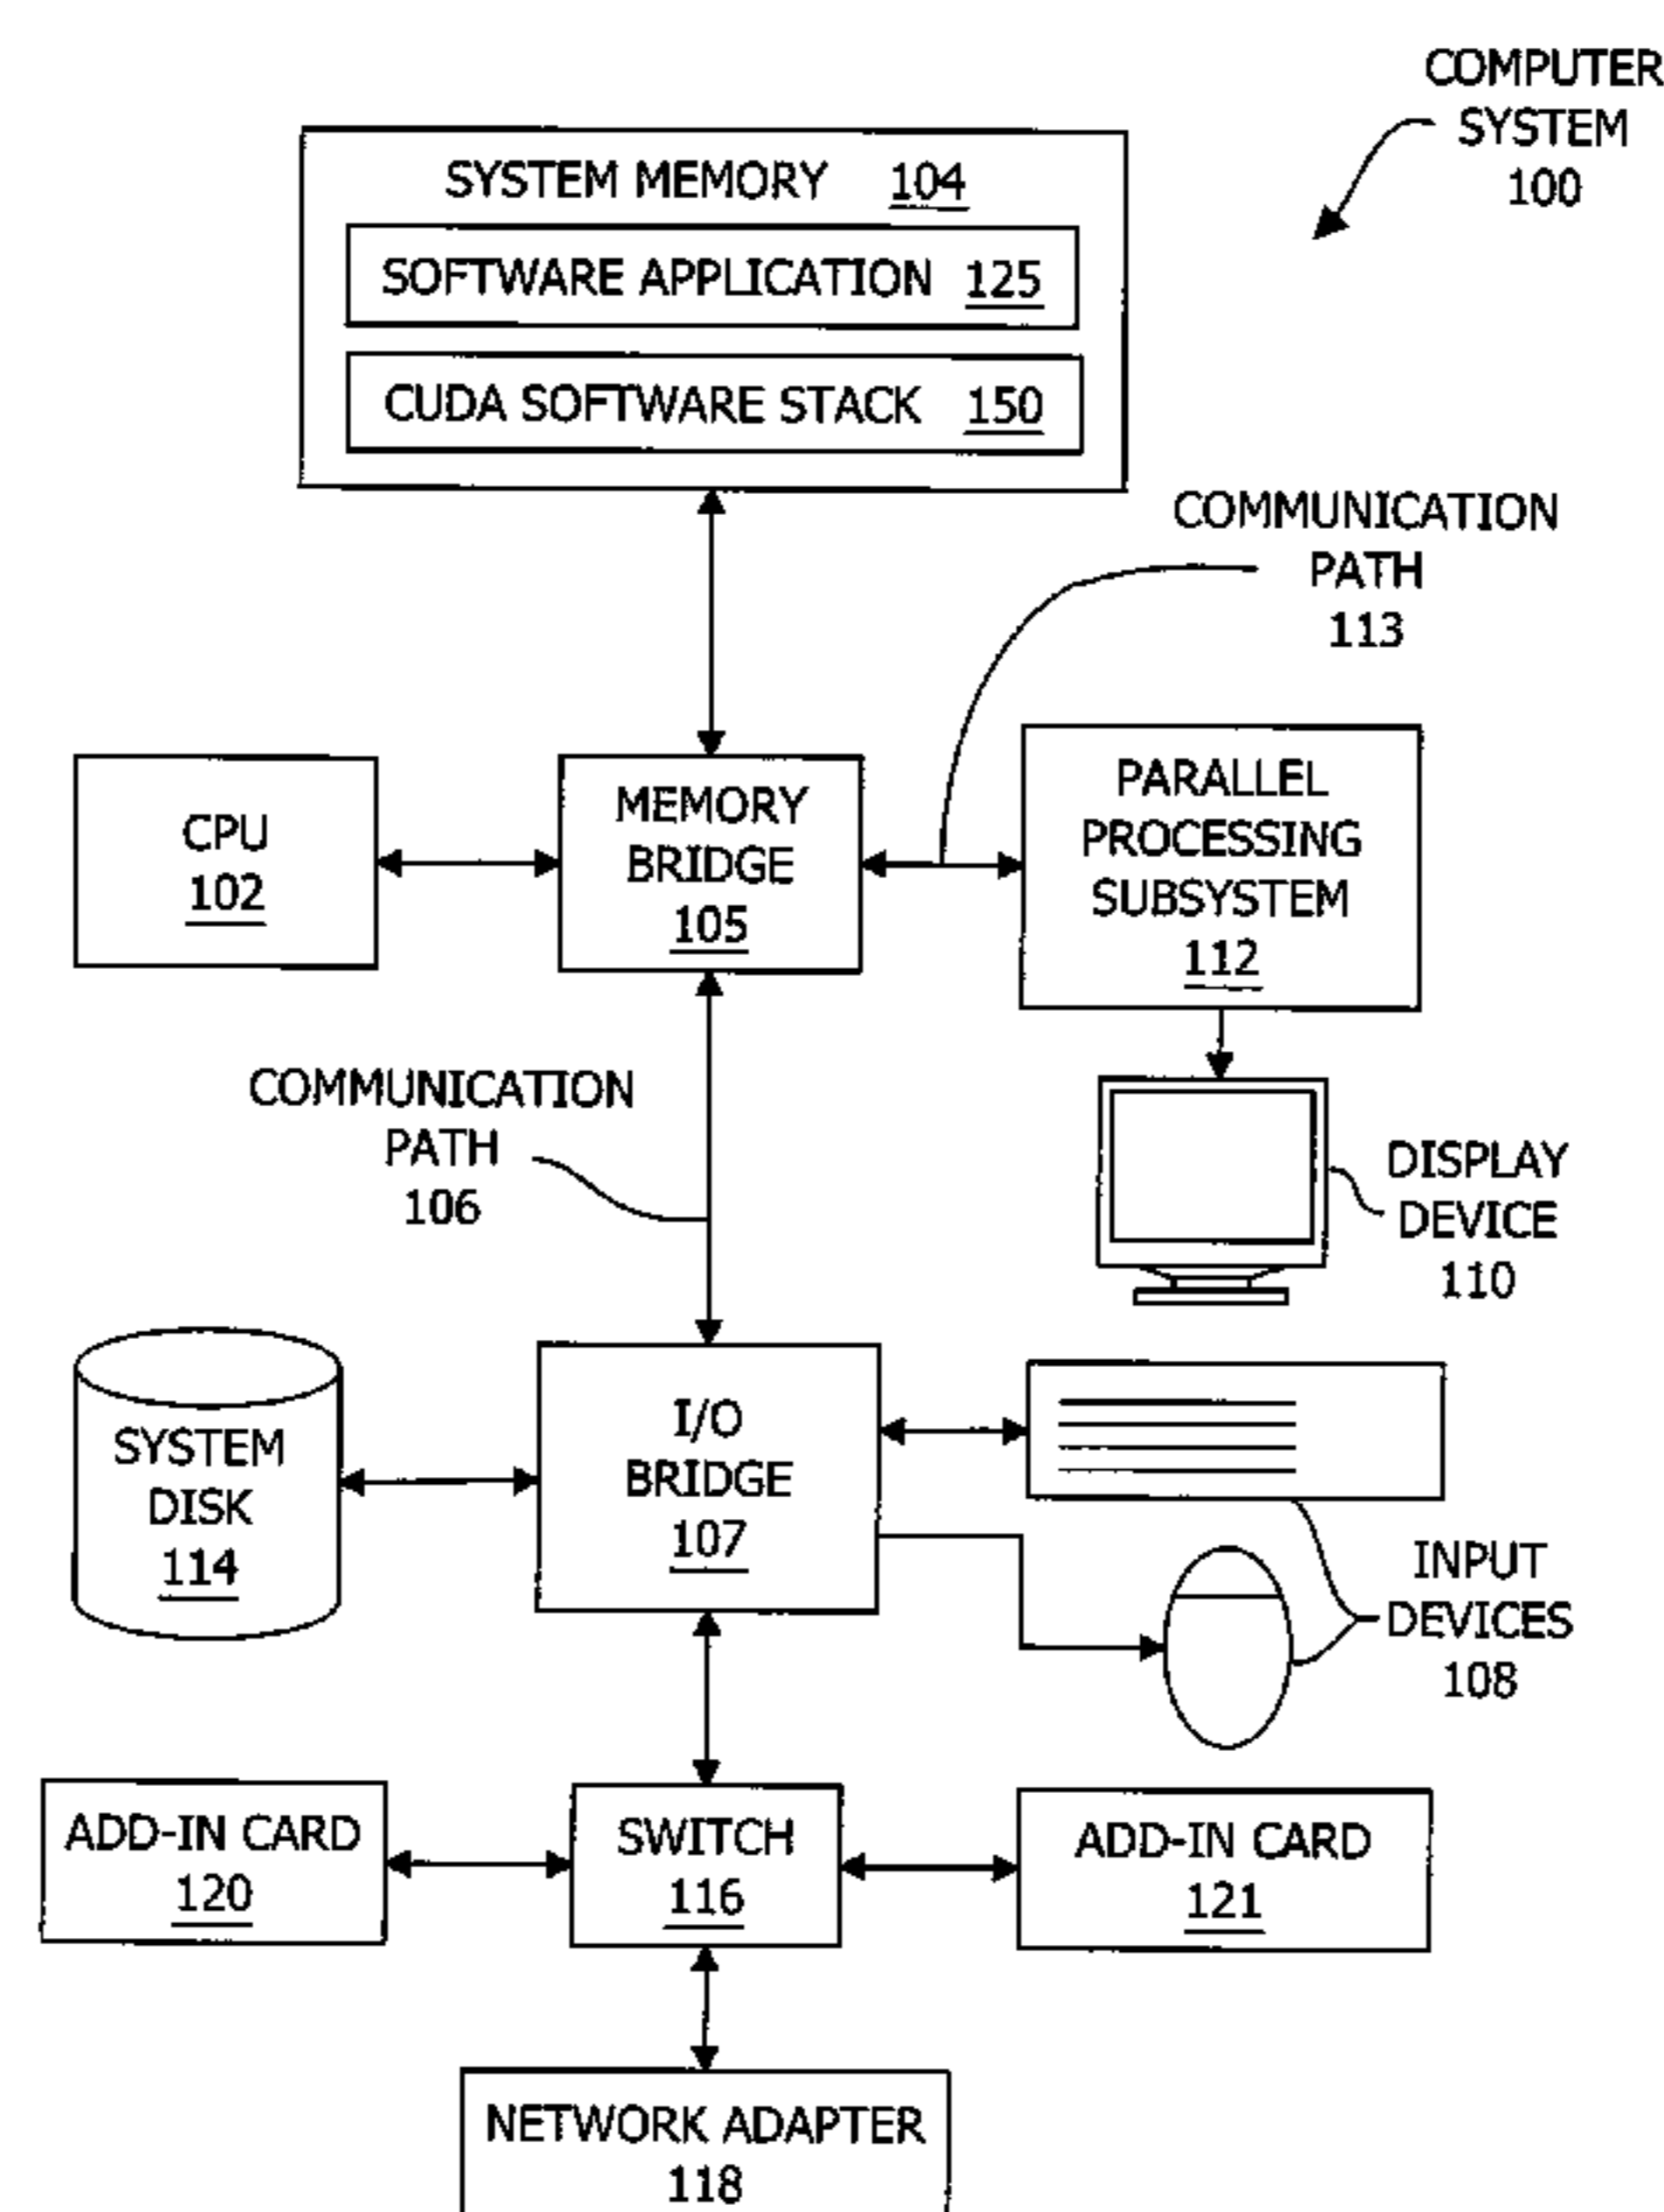 COMPUTER
SYSTEM
100
SYSTEM MEMORY 104
SOFTWARE APPLICATION 125
CUDA SOFTWARE STACK 150
COMMUNICATION
PATH
113
CPU
102
MEMORY
BRIDGE
105
PARALLEL
PROCESSING
SUBSYSTEM
112
COMMUNICATION
PATH
106
DISPLAY
DEVICE
110
SYSTEM
DISK
114
I/O
BRIDGE
107
INPUT
DEVICES
108
ADD-IN CARD
120
SWITCH
116
ADD-IN CARD
121
NETWORK ADAPTER
118